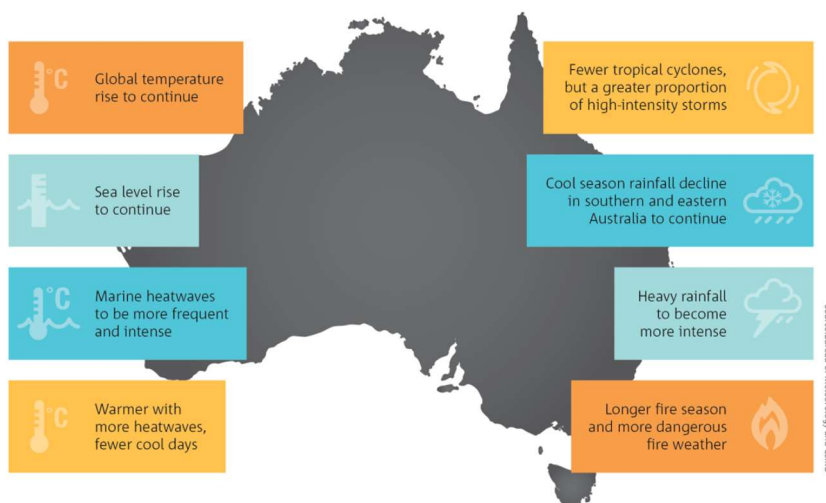 °C
Global temperature
rise to continue
Sea level rise
to continue
°C
Marine heatwaves
to be more frequent
and intense
°C
Warmer with
more heatwaves,
fewer cool days
Fewer tropical cyclones,
but a greater proportion
of high-intensity storms
Cool season rainfall decline
in southern and eastern
Australia to continue
Heavy rainfall
to become
more intense
Longer fire season
and more dangerous
fire weather